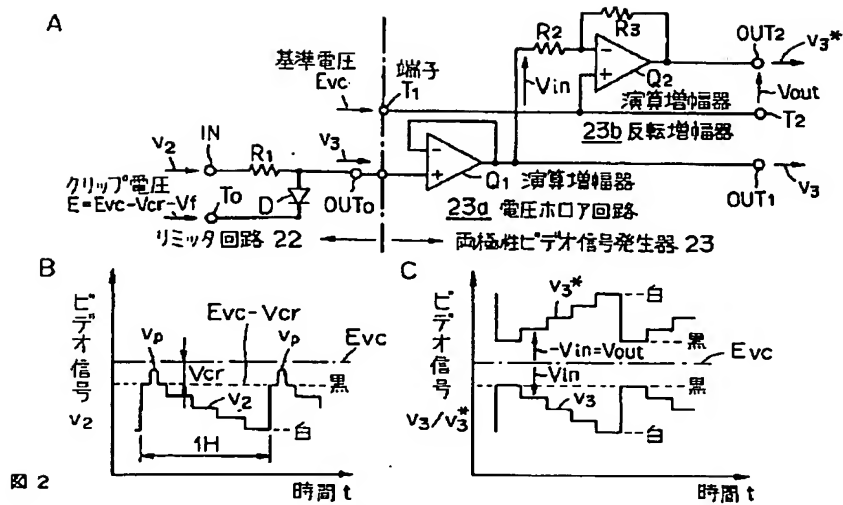 A
基準電圧
Evc
端子
T1
R2
R3
Vin
Q2
演算増幅器
23b 反転増幅器
OUT2
v3*
Vout
T2
v2
IN
R1
v3
クリップ電圧
E=Evc-Vcr-Vf
To
D
OUTo
Q1 演算増幅器
23a 電圧ホロア回路
OUT1
v3
リミッタ回路 22
両極性ビデオ信号発生器 23
B
ビデオ信号
v2
Evc-Vcr
vp
vp
Evc
Vcr
黒
v2
白
1H
時間 t
C
ビデオ信号
v3/v3*
v3*
白
黒
-Vin=Vout
Evc
Vin
黒
v3
白
時間 t
図 2